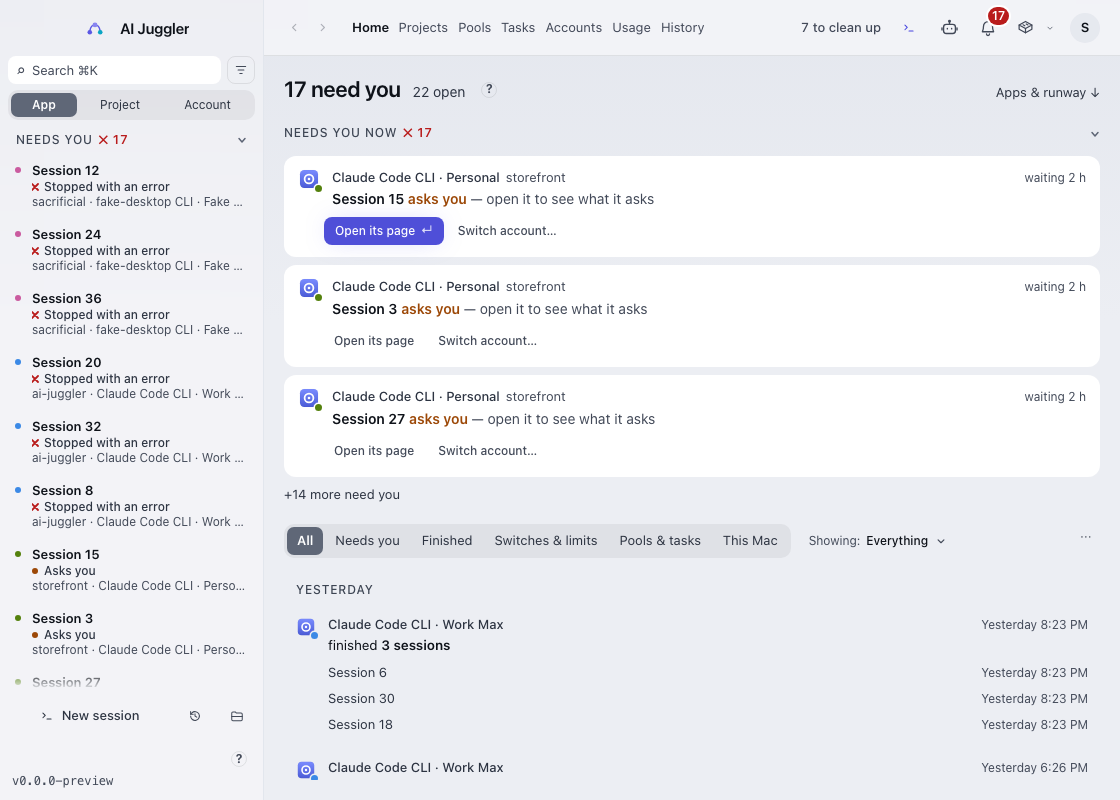 AI Juggler
Search ⌘K
App Project Account
NEEDS YOU ✕ 17
Session 12
✕ Stopped with an error
sacrificial · fake-desktop CLI · Fake ...
Session 24
✕ Stopped with an error
sacrificial · fake-desktop CLI · Fake ...
Session 36
✕ Stopped with an error
sacrificial · fake-desktop CLI · Fake ...
Session 20
✕ Stopped with an error
ai-juggler · Claude Code CLI · Work ...
Session 32
✕ Stopped with an error
ai-juggler · Claude Code CLI · Work ...
Session 8
✕ Stopped with an error
ai-juggler · Claude Code CLI · Work ...
Session 15
Asks you
storefront · Claude Code CLI · Perso...
Session 3
Asks you
storefront · Claude Code CLI · Perso...
Session 27
New session
?
v0.0.0-preview
Home Projects Pools Tasks Accounts Usage History
7 to clean up
17
S
17 need you 22 open ?
Apps & runway ↓
NEEDS YOU NOW ✕ 17
Claude Code CLI · Personal storefront waiting 2 h
Session 15 asks you — open it to see what it asks
Open its page ↵ Switch account...
Claude Code CLI · Personal storefront waiting 2 h
Session 3 asks you — open it to see what it asks
Open its page Switch account...
Claude Code CLI · Personal storefront waiting 2 h
Session 27 asks you — open it to see what it asks
Open its page Switch account...
+14 more need you
All Needs you Finished Switches & limits Pools & tasks This Mac Showing: Everything ...
YESTERDAY
Claude Code CLI · Work Max Yesterday 8:23 PM
finished 3 sessions
Session 6 Yesterday 8:23 PM
Session 30 Yesterday 8:23 PM
Session 18 Yesterday 8:23 PM
Claude Code CLI · Work Max Yesterday 6:26 PM